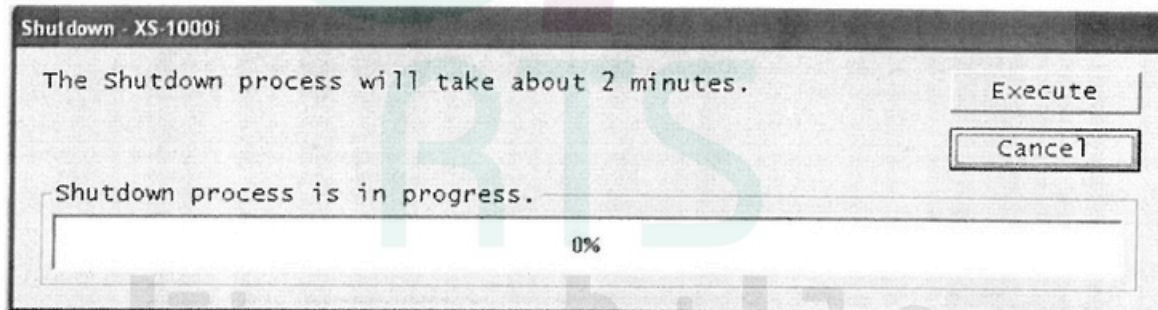 Shutdown - XS-1000i
The Shutdown process will take about 2 minutes.
Execute
Cancel
Shutdown process is in progress.
0%
RTS